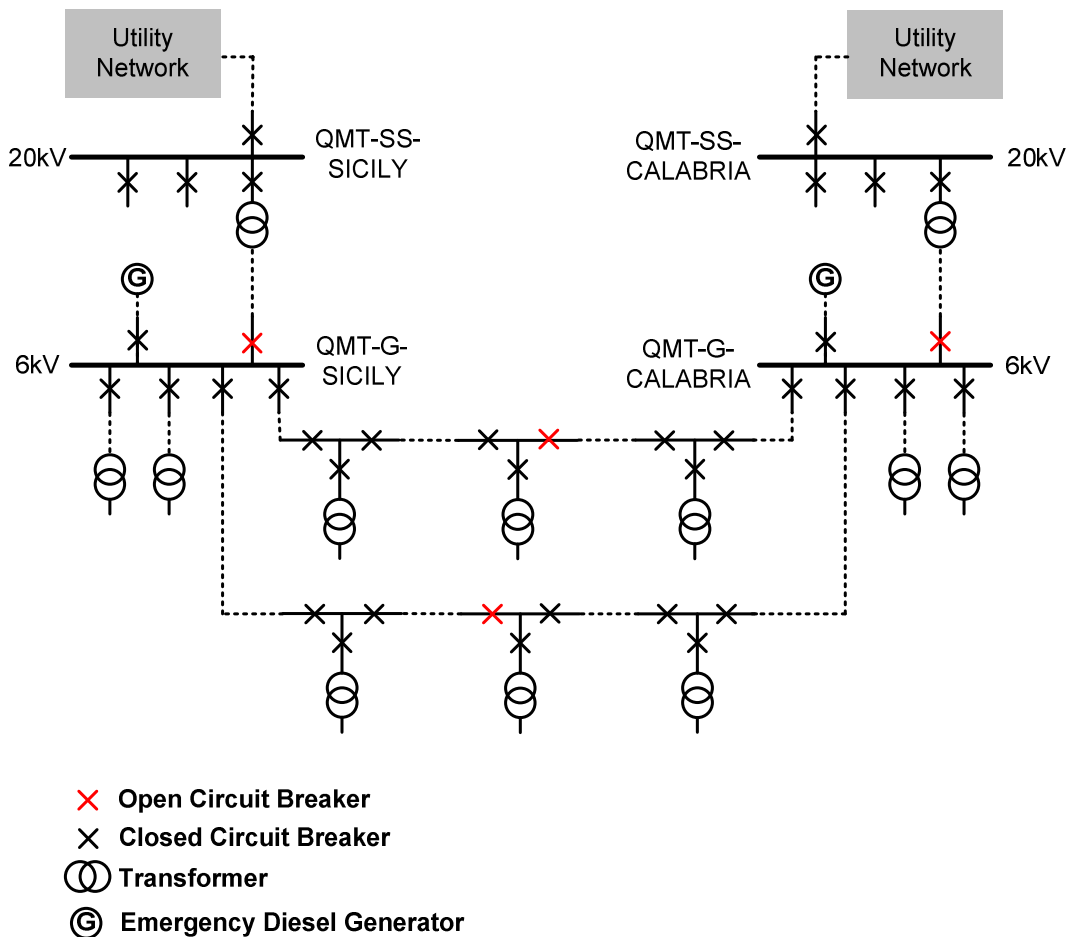 Utility
Network
Utility
Network
20kV
QMT-SS-
SICILY
QMT-SS-
CALABRIA
20kV
G
G
6kV
QMT-G-
SICILY
QMT-G-
CALABRIA
6kV
Open Circuit Breaker
Closed Circuit Breaker
Transformer
G
Emergency Diesel Generator